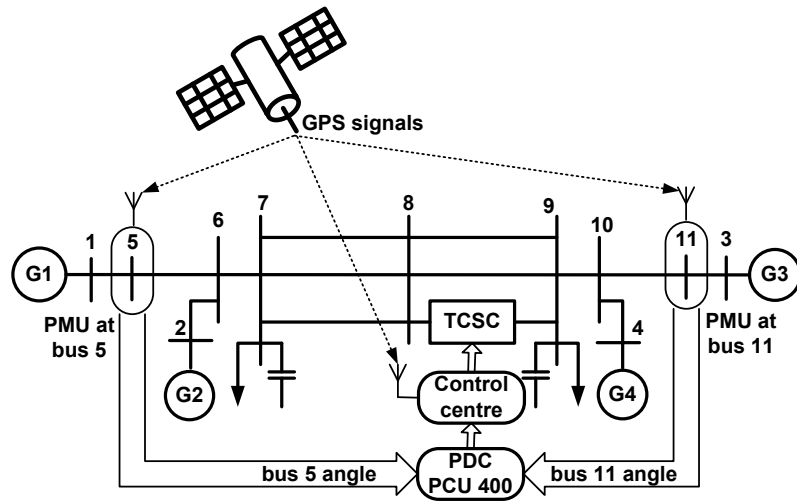 GPS signals
7
8
9
6
10
1
5
11
3
G1
G3
TCSC
PMU at
bus 5
PMU at
bus 11
2
4
G2
G4
Control
centre
PDC
PCU 400
bus 5 angle
bus 11 angle